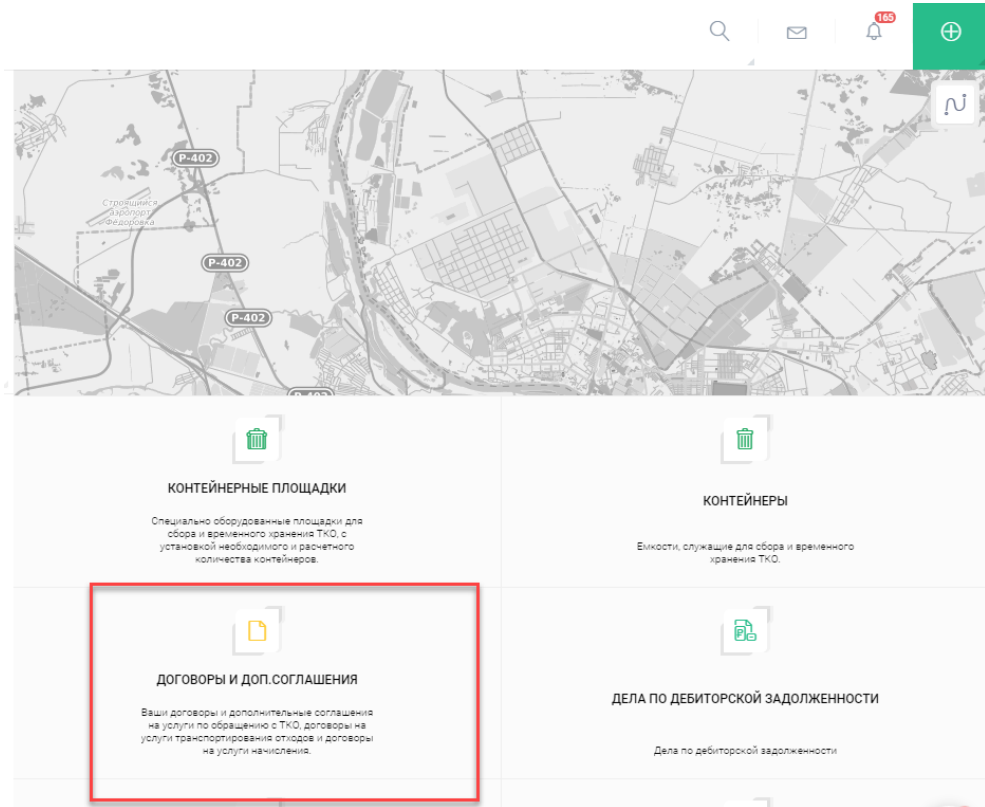 165
Р-402
Строящийся
аэропорт
Фёдоровка
Р-402
Р-402
КОНТЕЙНЕРНЫЕ ПЛОЩАДКИ
Специально оборудованные площадки для
сбора и временного хранения ТКО, с
установкой необходимого и расчетного
количества контейнеров.
КОНТЕЙНЕРЫ
Емкости, служащие для сбора и временного
хранения ТКО.
ДОГОВОРЫ И ДОП.СОГЛАШЕНИЯ
Ваши договоры и дополнительные соглашения
на услуги по обращению с ТКО, договоры на
услуги транспортирования отходов и договоры
на услуги начисления.
ДЕЛА ПО ДЕБИТОРСКОЙ ЗАДОЛЖЕННОСТИ
Дела по дебиторской задолженности